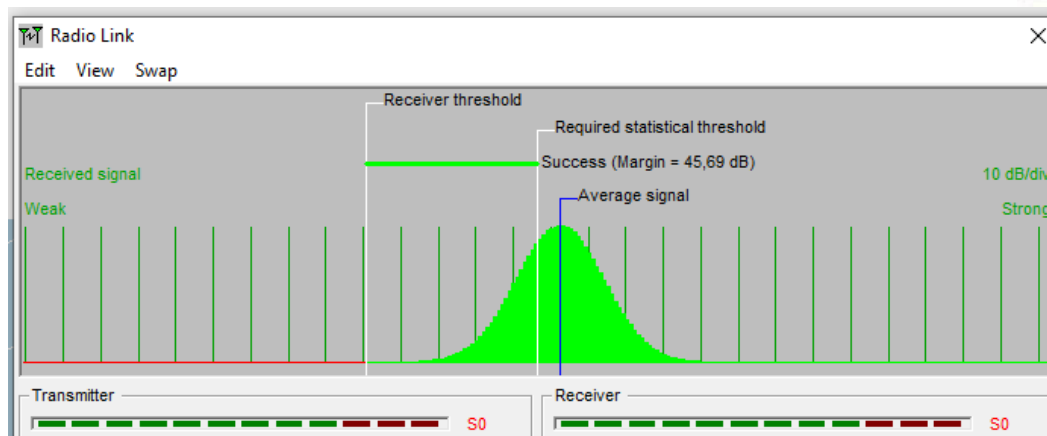 Radio Link
Edit View Swap
Receiver threshold
Required statistical threshold
Success (Margin = 45,69 dB)
Received signal
10 dB/div
Average signal
Weak
Strong
Transmitter
Receiver
S0
S0